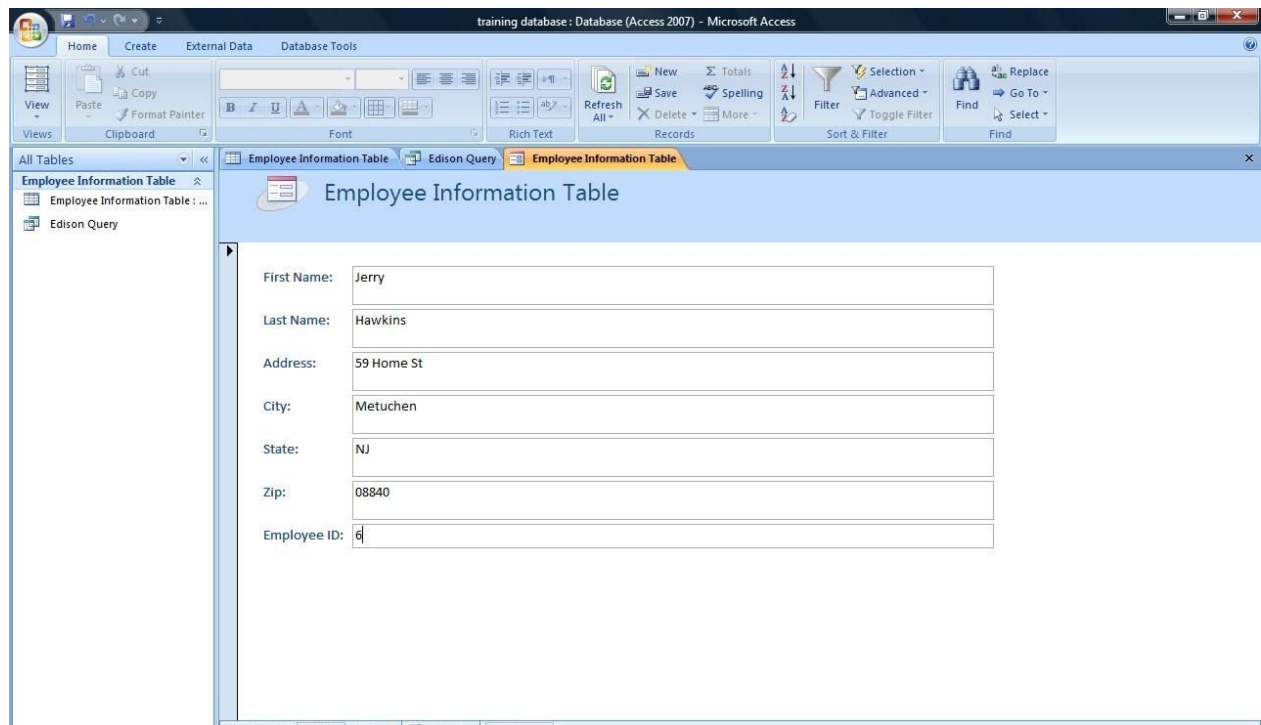 training database : Database (Access 2007) - Microsoft Access
Home Create External Data Database Tools
View
Views
Paste
Cut
Copy
Format Painter
Clipboard
B I U A
Font
Rich Text
Refresh All
New
Save
Delete
Totals
Spelling
More
Records
Filter
Selection
Advanced
Toggle Filter
Sort & Filter
Find
Replace
Go To
Select
Find
All Tables
Employee Information Table
Employee Information Table : ...
Edison Query
Employee Information Table Edison Query Employee Information Table
Employee Information Table
First Name: Jerry
Last Name: Hawkins
Address: 59 Home St
City: Metuchen
State: NJ
Zip: 08840
Employee ID: 6